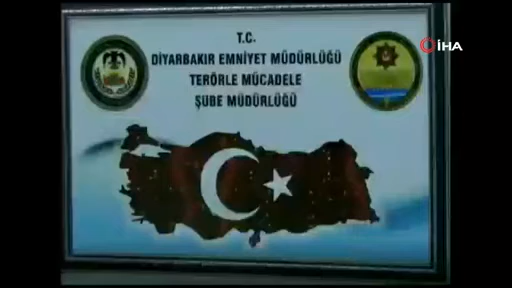 T.C.
DİYARBAKIR EMNİYET MÜDÜRLÜĞÜ
TERÖRLE MÜCADELE
ŞUBE MÜDÜRLÜĞÜ
İHA